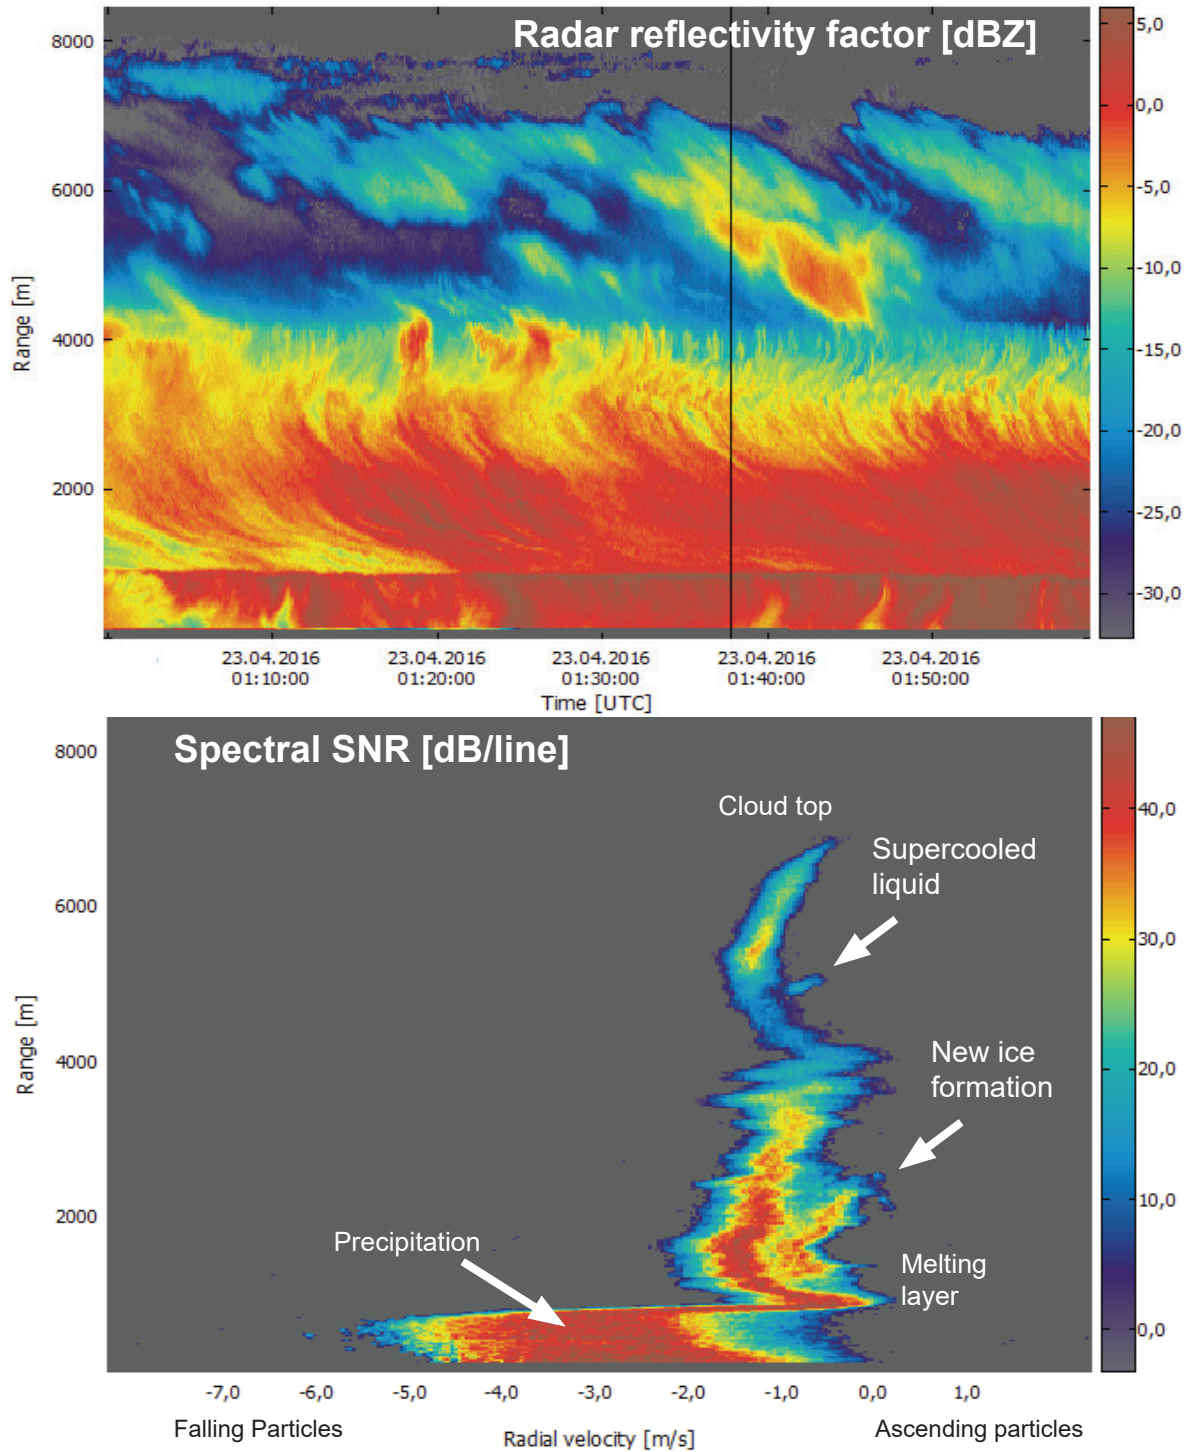 Radar reflectivity factor [dBZ]
8000
6000
4000
2000
Range [m]
5,0
0,0
-5,0
-10,0
-15,0
-20,0
-25,0
-30,0
23.04.2016
01:10:00
23.04.2016
01:20:00
23.04.2016
01:30:00
23.04.2016
01:40:00
23.04.2016
01:50:00
Time [UTC]
Spectral SNR [dB/line]
8000
6000
4000
2000
Range [m]
Cloud top
Supercooled
liquid
New ice
formation
Precipitation
Melting
layer
40,0
30,0
20,0
10,0
0,0
-7,0
-6,0
-5,0
-4,0
-3,0
-2,0
-1,0
0,0
1,0
Falling Particles
Radial velocity [m/s]
Ascending particles